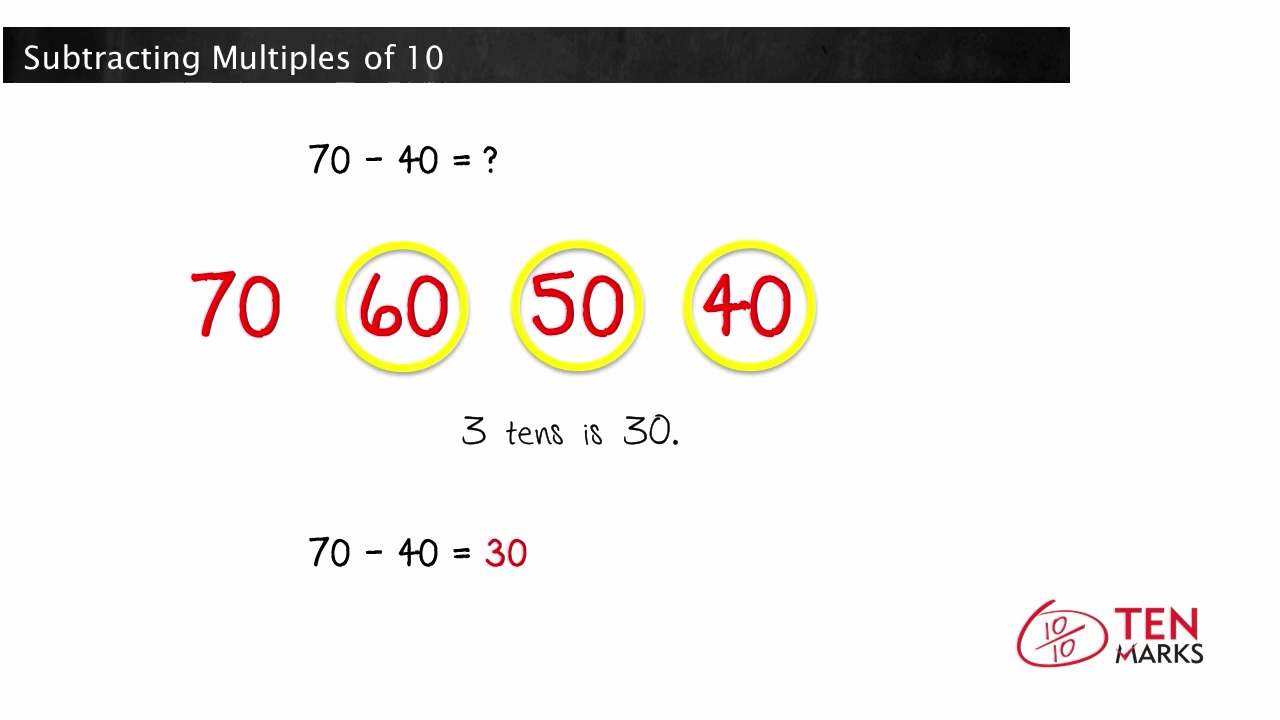 Subtracting Multiples of 10
70 - 40 = ?
70 60 50 40
3 tens is 30.
70 - 40 = 30
10/10
TEN
MARKS